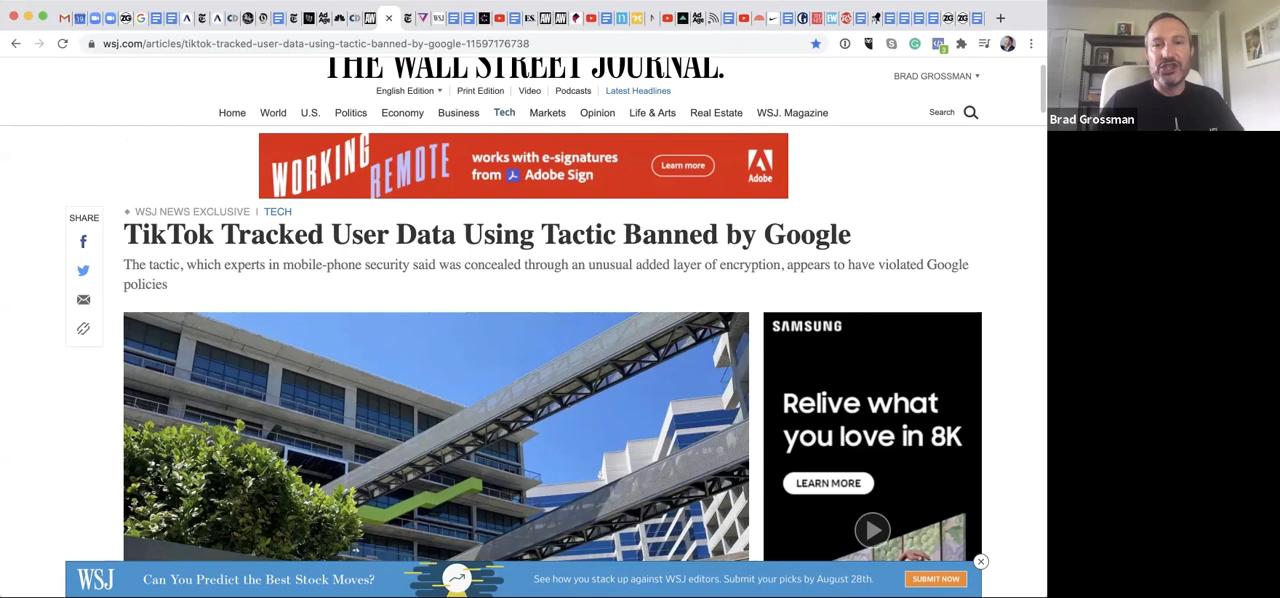 wsj.com/articles/tiktok-tracked-user-data-using-tactic-banned-by-google-11597176738
THE WALL STREET JOURNAL.
BRAD GROSSMAN
English Edition
Print Edition
Video
Podcasts
Latest Headlines
Home World U.S. Politics Economy Business Tech Markets Opinion Life & Arts Real Estate WSJ. Magazine
Search
Brad Grossman
WORKING REMOTE
works with e-signatures
from Adobe Sign
Learn more
Adobe
SHARE
WSJ NEWS EXCLUSIVE | TECH
TikTok Tracked User Data Using Tactic Banned by Google
The tactic, which experts in mobile-phone security said was concealed through an unusual added layer of encryption, appears to have violated Google
policies
SAMSUNG
Relive what
you love in 8K
LEARN MORE
WSJ
Can You Predict the Best Stock Moves?
See how you stack up against WSJ editors. Submit your picks by August 28th.
SUBMIT NOW